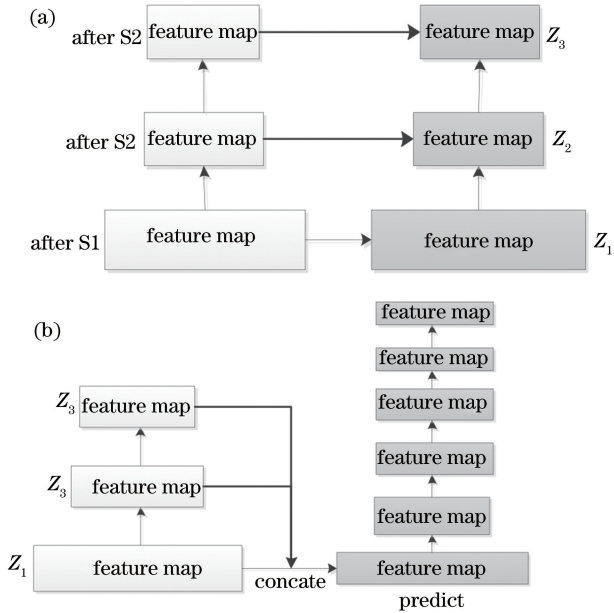 (a)
after S2 feature map feature map Z3
after S2 feature map feature map Z2
after S1 feature map feature map Z1
(b)
feature map
feature map
Z3 feature map feature map
feature map
Z3 feature map
feature map
Z1 feature map concate feature map
predict